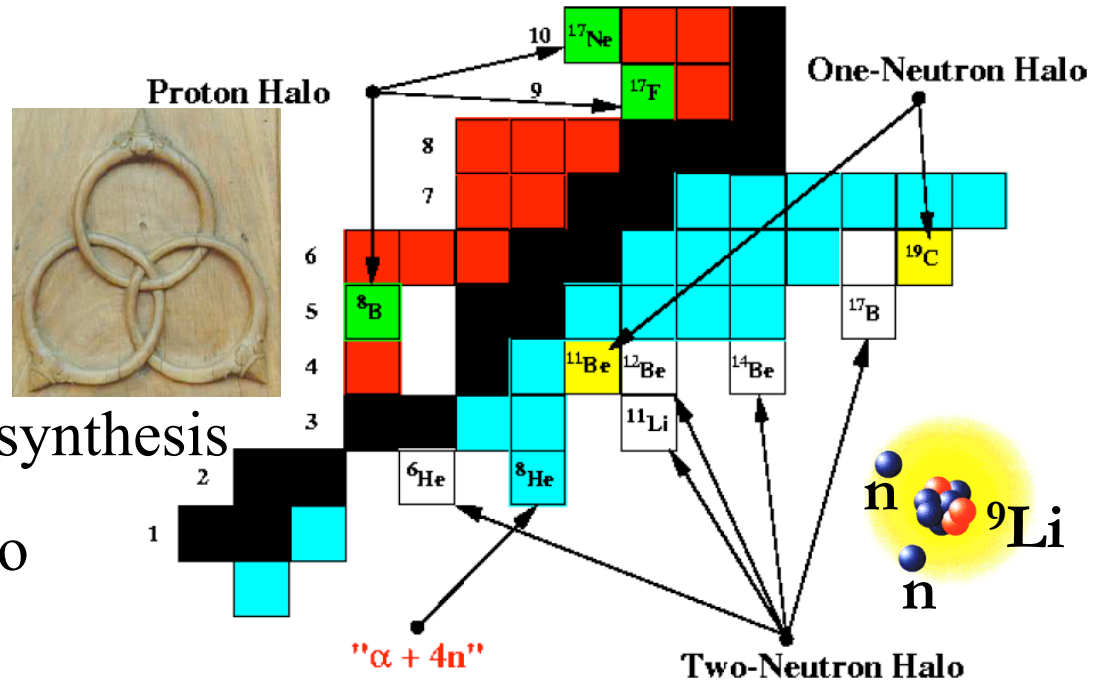 10 ¹⁷Ne
One-Neutron Halo
Proton Halo
9 ¹⁷F
8
7
6 ¹⁹C
5 ⁸B ¹⁷B
4 ¹¹Be ¹²Be ¹⁴Be
3 ¹¹Li
synthesis
2 ⁶He ⁸He
n ⁹Li
1
o
n
"α + 4n"
Two-Neutron Halo